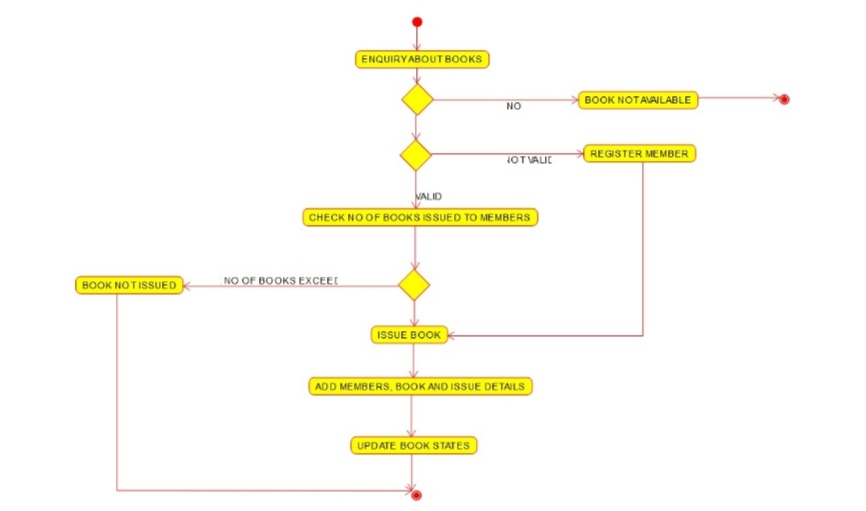 ENQUIRY ABOUT BOOKS
NO
BOOK NOT AVAILABLE
NOT VALID
REGISTER MEMBER
VALID
CHECK NO OF BOOKS ISSUED TO MEMBERS
BOOK NOT ISSUED
NO OF BOOKS EXCEED
ISSUE BOOK
ADD MEMBERS, BOOK AND ISSUE DETAILS
UPDATE BOOK STATES